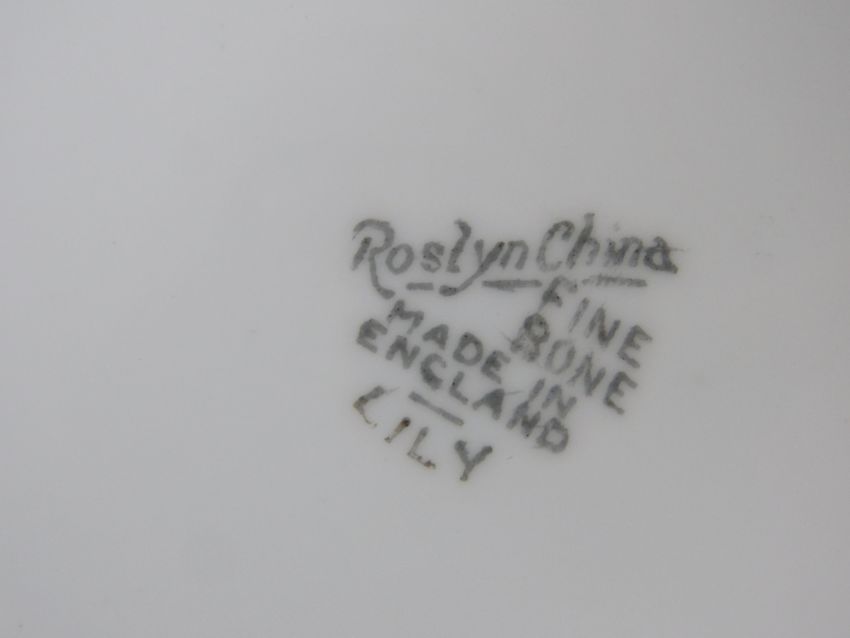 Roslyn China
FINE
BONE
MADE IN
ENGLAND
LILY